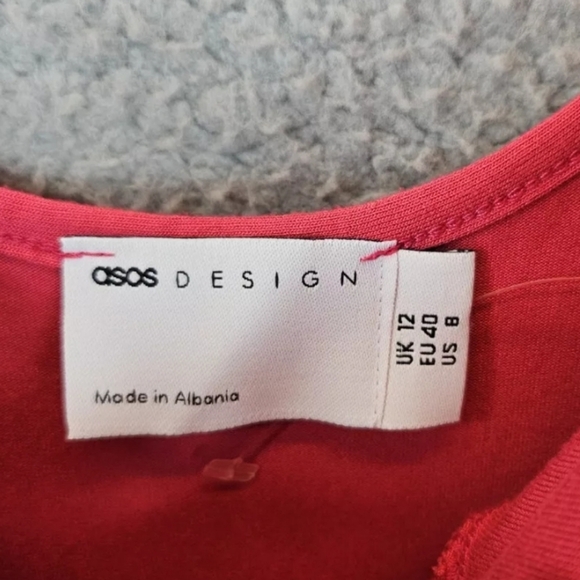 asos DESIGN
Made in Albania
UK 12
EU 40
US 8